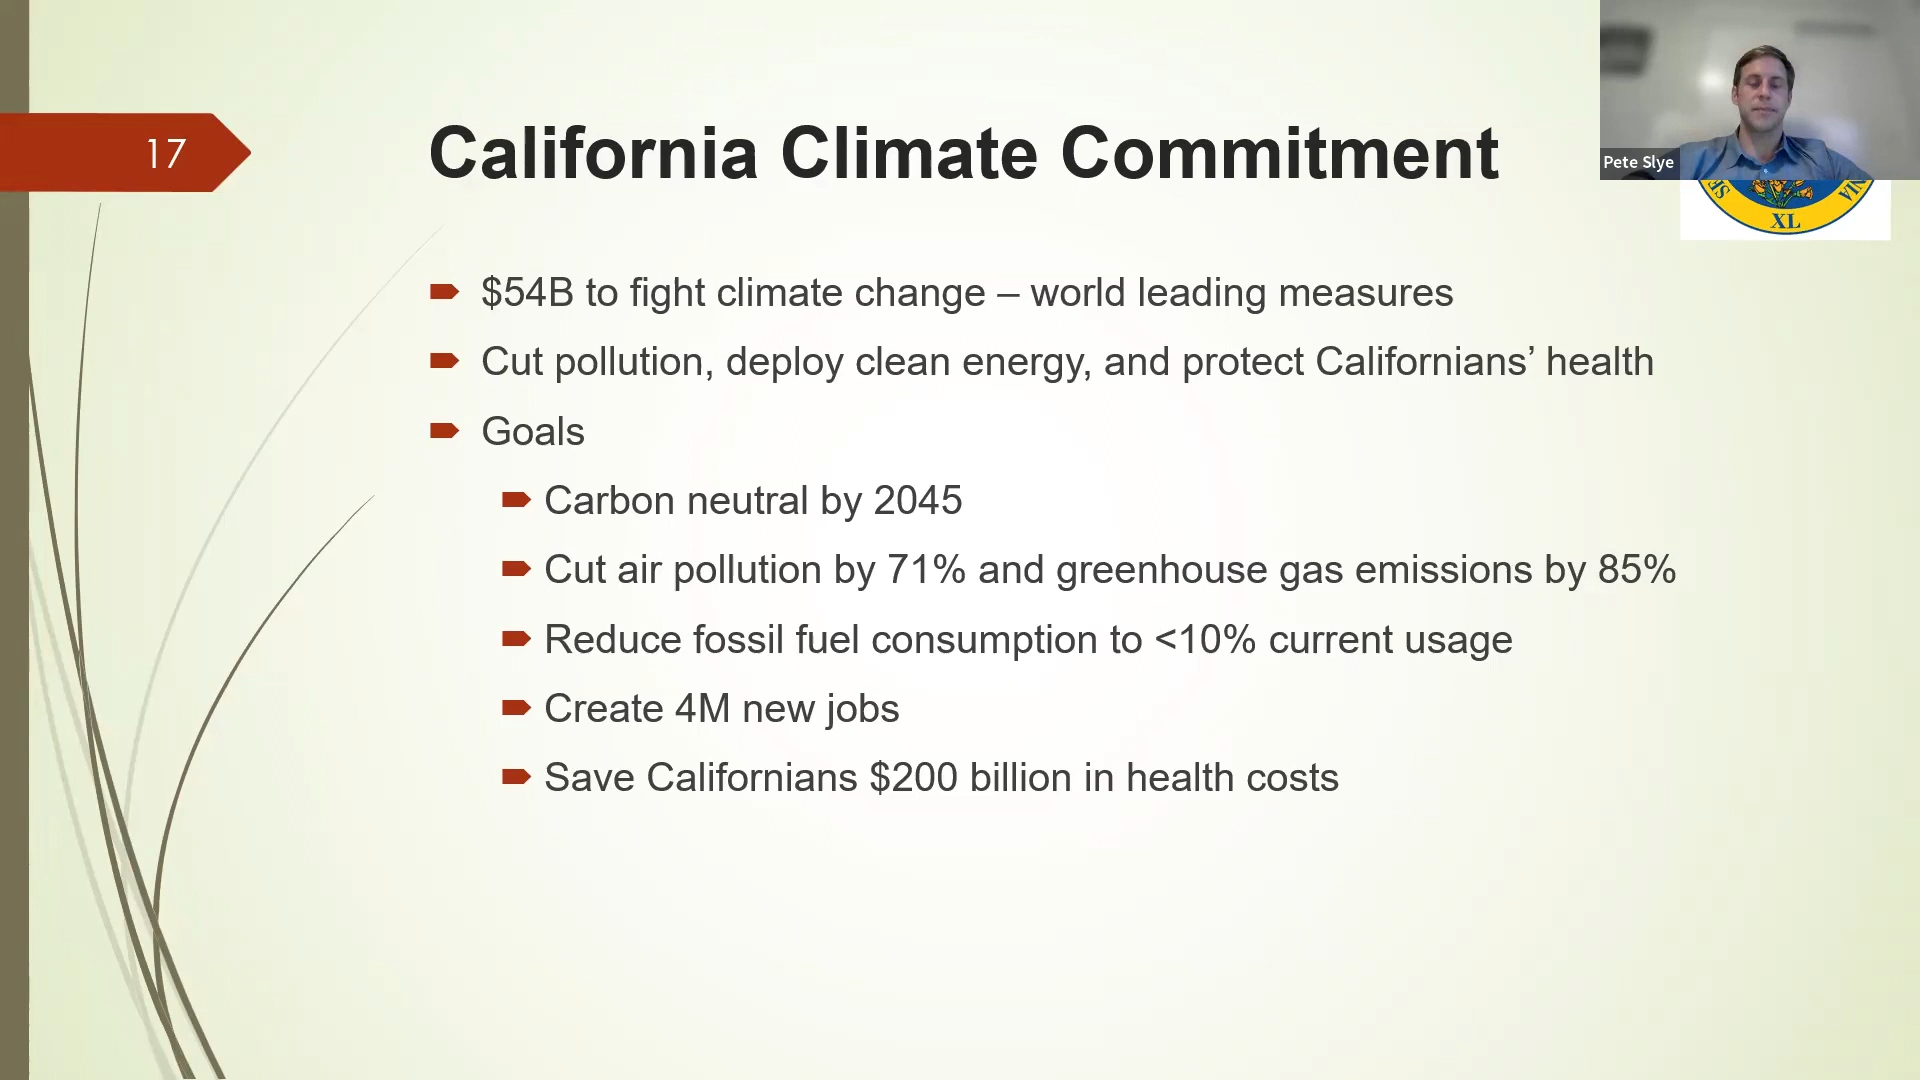 17
California Climate Commitment
Pete Slye
XL
$54B to fight climate change – world leading measures
Cut pollution, deploy clean energy, and protect Californians’ health
Goals
Carbon neutral by 2045
Cut air pollution by 71% and greenhouse gas emissions by 85%
Reduce fossil fuel consumption to <10% current usage
Create 4M new jobs
Save Californians $200 billion in health costs